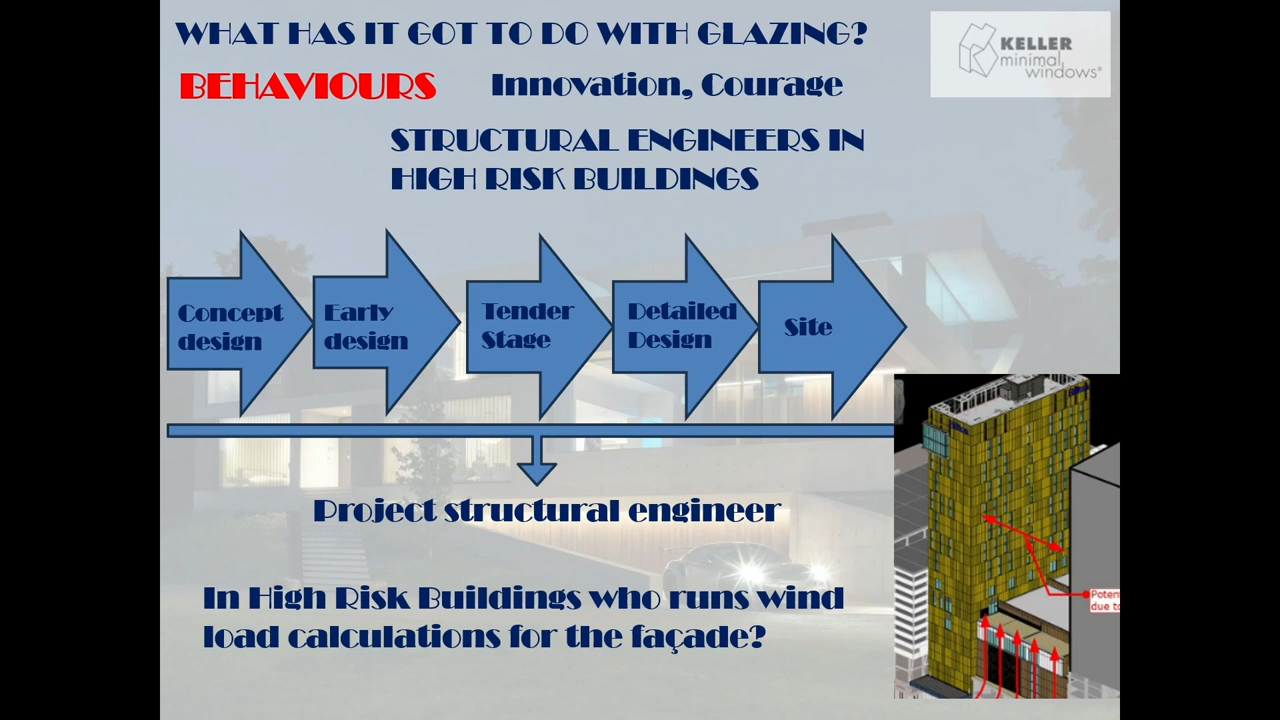 WHAT HAS IT GOT TO DO WITH GLAZING?
KELLER
minimal
windows®
BEHAVIOURS
Innovation, Courage
STRUCTURAL ENGINEERS IN
HIGH RISK BUILDINGS
Concept
design
Early
design
Tender
Stage
Detailed
Design
Site
Project structural engineer
In High Risk Buildings who runs wind
load calculations for the façade?
due